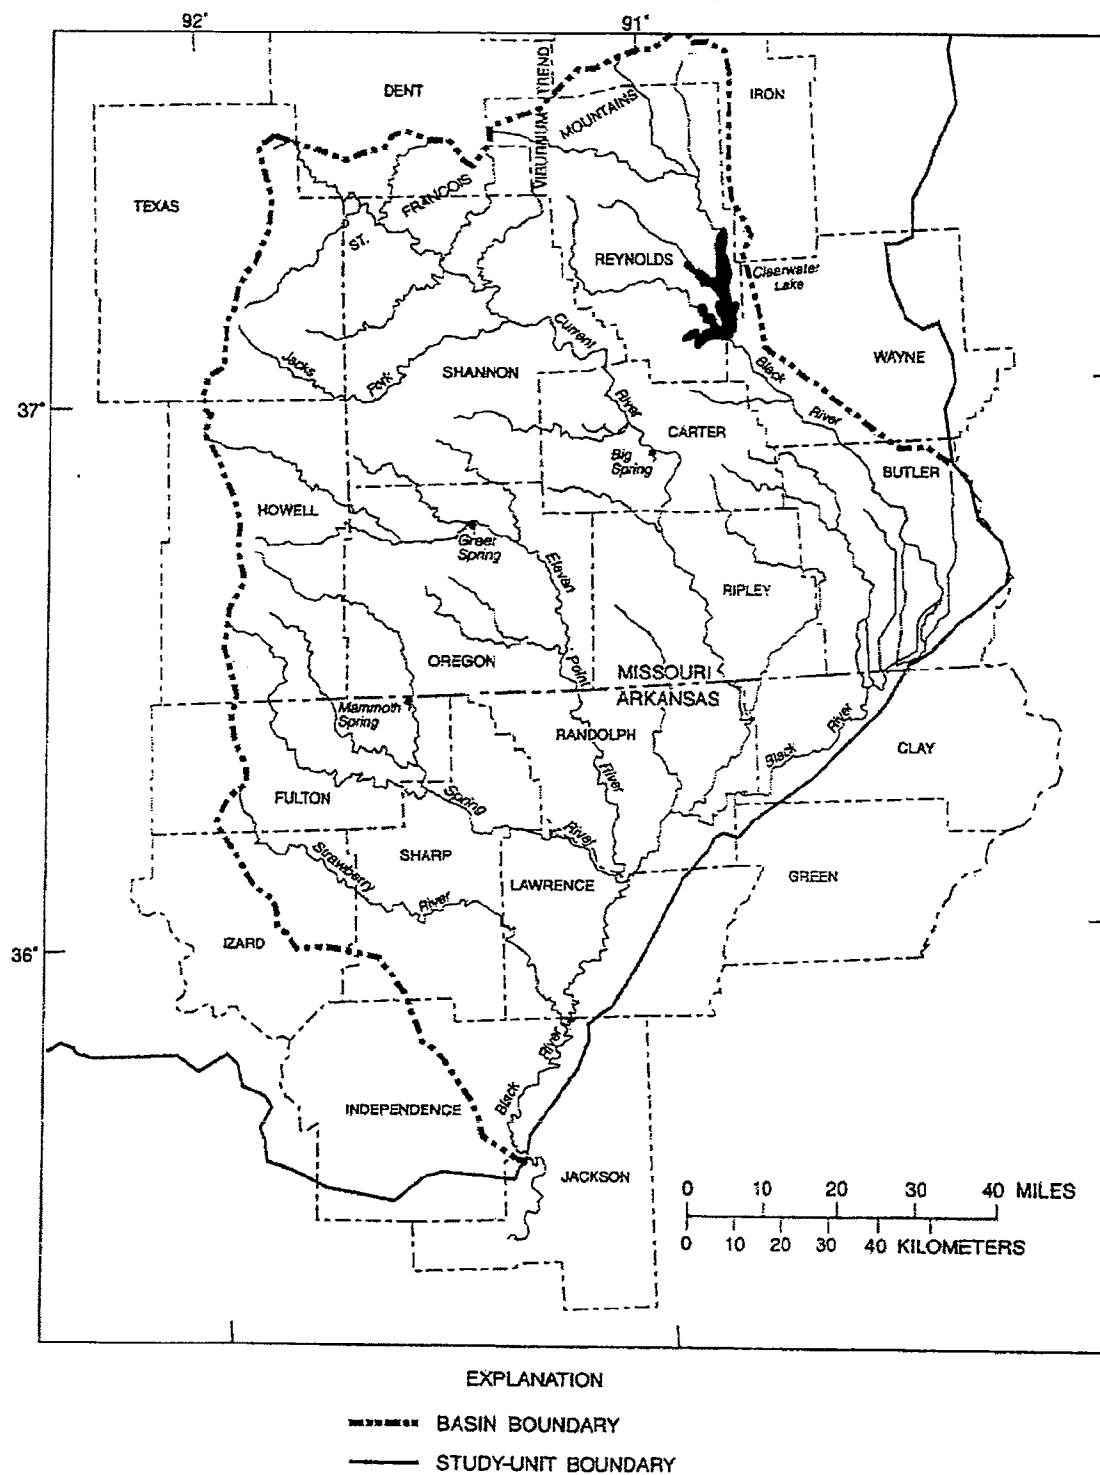 92°
91°
DENT
VIBURNUM TREND
MOUNTAINS
IRON
TEXAS
FRANCOIS
ST.
REYNOLDS
Clearwater
Lake
Current
Jacks
Fork
SHANNON
Black
WAYNE
37°
River
River
CARTER
Big
Spring
BUTLER
HOWELL
Greer
Spring
Eleven
RIPLEY
OREGON
Point
MISSOURI
ARKANSAS
Mammoth
Spring
RANDOLPH
River
Black
River
CLAY
FULTON
Spring
River
SHARP
Strawberry
River
LAWRENCE
GREEN
IZARD
36°
River
Black
INDEPENDENCE
JACKSON
0 10 20 30 40 MILES
0 10 20 30 40 KILOMETERS
EXPLANATION
BASIN BOUNDARY
STUDY-UNIT BOUNDARY